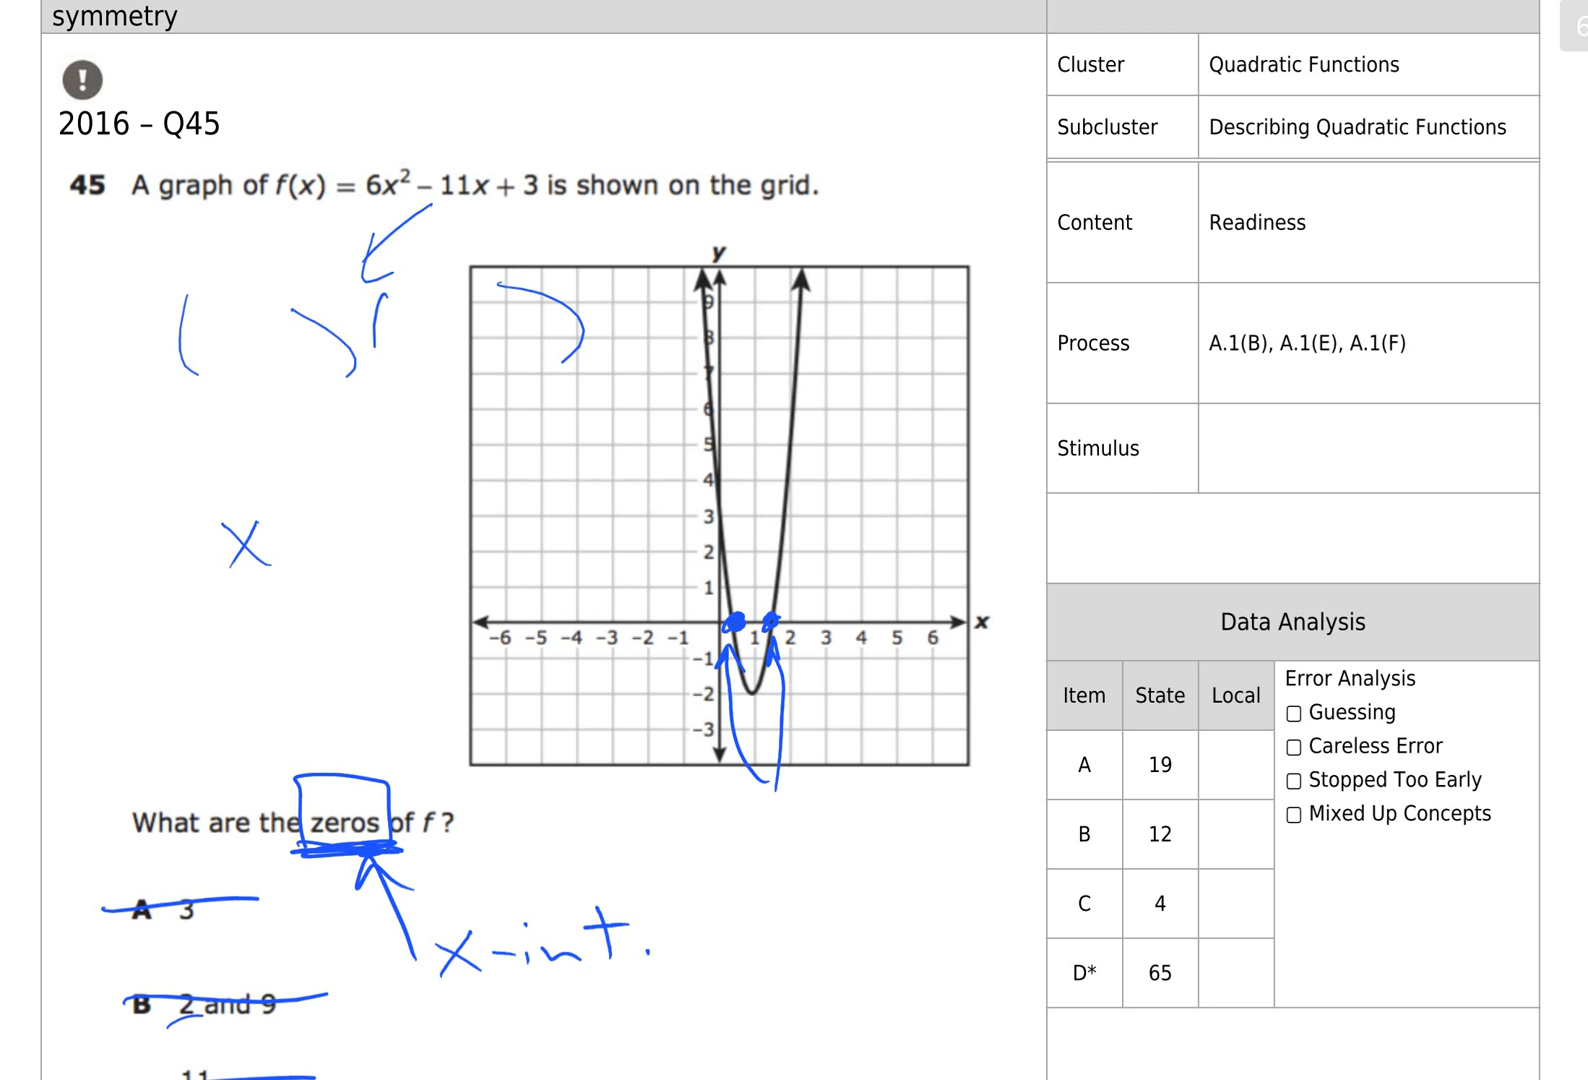 symmetry
6
!
2016 – Q45
45 A graph of f(x) = 6x² – 11x + 3 is shown on the grid.
( ) ( )
y
9
8
7
6
5
4
3
2
1
-6 -5 -4 -3 -2 -1 1 2 3 4 5 6 x
-1
-2
-3
x
What are the zeros of f ?
A 3
x-int.
B 2 and 9
11
Cluster Quadratic Functions
Subcluster Describing Quadratic Functions
Content Readiness
Process A.1(B), A.1(E), A.1(F)
Stimulus
Data Analysis
Item State Local
A 19
B 12
C 4
D* 65
Error Analysis
Guessing
Careless Error
Stopped Too Early
Mixed Up Concepts